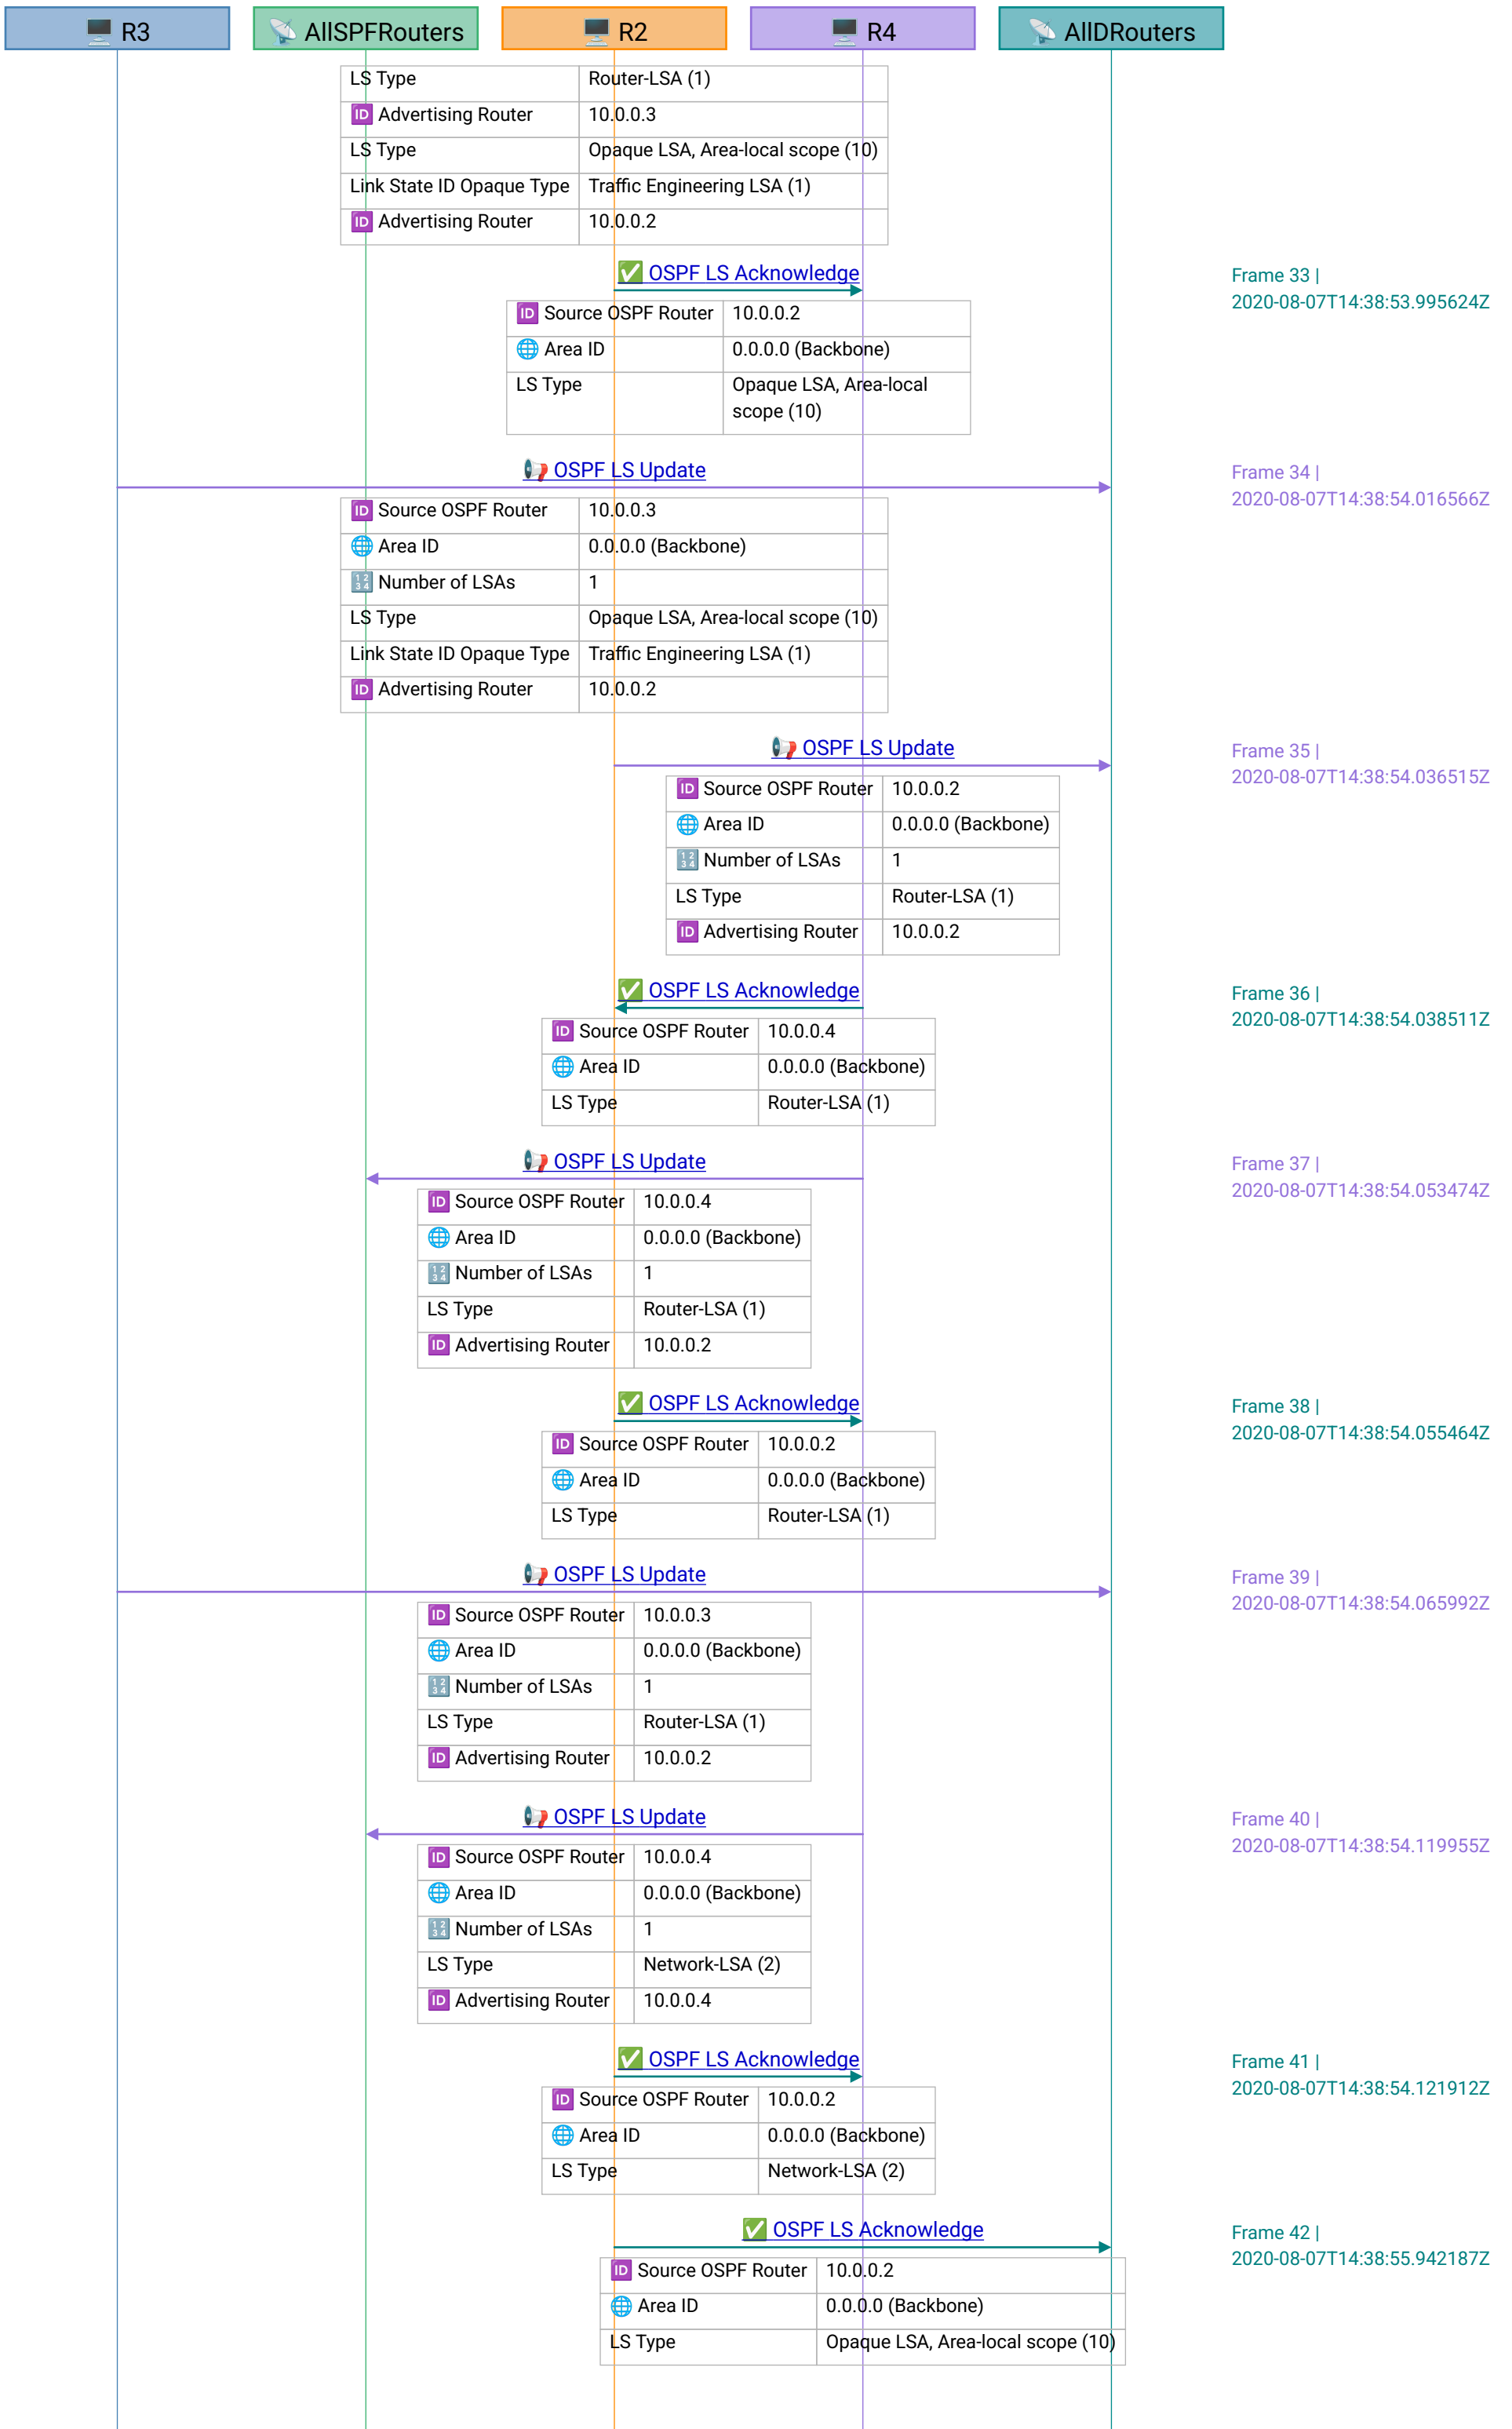 R3 AllSPFRouters R2 R4 AllDRouters
LS Type Router-LSA (1)
🆔 Advertising Router 10.0.0.3
LS Type Opaque LSA, Area-local scope (10)
Link State ID Opaque Type Traffic Engineering LSA (1)
🆔 Advertising Router 10.0.0.2
✅ OSPF LS Acknowledge Frame 33 |
2020-08-07T14:38:53.995624Z
🆔 Source OSPF Router 10.0.0.2
🌐 Area ID 0.0.0.0 (Backbone)
LS Type Opaque LSA, Area-local
scope (10)
OSPF LS Update Frame 34 |
2020-08-07T14:38:54.016566Z
🆔 Source OSPF Router 10.0.0.3
🌐 Area ID 0.0.0.0 (Backbone)
🔢 Number of LSAs 1
LS Type Opaque LSA, Area-local scope (10)
Link State ID Opaque Type Traffic Engineering LSA (1)
🆔 Advertising Router 10.0.0.2
OSPF LS Update Frame 35 |
2020-08-07T14:38:54.036515Z
🆔 Source OSPF Router 10.0.0.2
🌐 Area ID 0.0.0.0 (Backbone)
🔢 Number of LSAs 1
LS Type Router-LSA (1)
🆔 Advertising Router 10.0.0.2
✅ OSPF LS Acknowledge Frame 36 |
2020-08-07T14:38:54.038511Z
🆔 Source OSPF Router 10.0.0.4
🌐 Area ID 0.0.0.0 (Backbone)
LS Type Router-LSA (1)
OSPF LS Update Frame 37 |
2020-08-07T14:38:54.053474Z
🆔 Source OSPF Router 10.0.0.4
🌐 Area ID 0.0.0.0 (Backbone)
🔢 Number of LSAs 1
LS Type Router-LSA (1)
🆔 Advertising Router 10.0.0.2
✅ OSPF LS Acknowledge Frame 38 |
2020-08-07T14:38:54.055464Z
🆔 Source OSPF Router 10.0.0.2
🌐 Area ID 0.0.0.0 (Backbone)
LS Type Router-LSA (1)
OSPF LS Update Frame 39 |
2020-08-07T14:38:54.065992Z
🆔 Source OSPF Router 10.0.0.3
🌐 Area ID 0.0.0.0 (Backbone)
🔢 Number of LSAs 1
LS Type Router-LSA (1)
🆔 Advertising Router 10.0.0.2
OSPF LS Update Frame 40 |
2020-08-07T14:38:54.119955Z
🆔 Source OSPF Router 10.0.0.4
🌐 Area ID 0.0.0.0 (Backbone)
🔢 Number of LSAs 1
LS Type Network-LSA (2)
🆔 Advertising Router 10.0.0.4
✅ OSPF LS Acknowledge Frame 41 |
2020-08-07T14:38:54.121912Z
🆔 Source OSPF Router 10.0.0.2
🌐 Area ID 0.0.0.0 (Backbone)
LS Type Network-LSA (2)
✅ OSPF LS Acknowledge Frame 42 |
2020-08-07T14:38:55.942187Z
🆔 Source OSPF Router 10.0.0.2
🌐 Area ID 0.0.0.0 (Backbone)
LS Type Opaque LSA, Area-local scope (10)